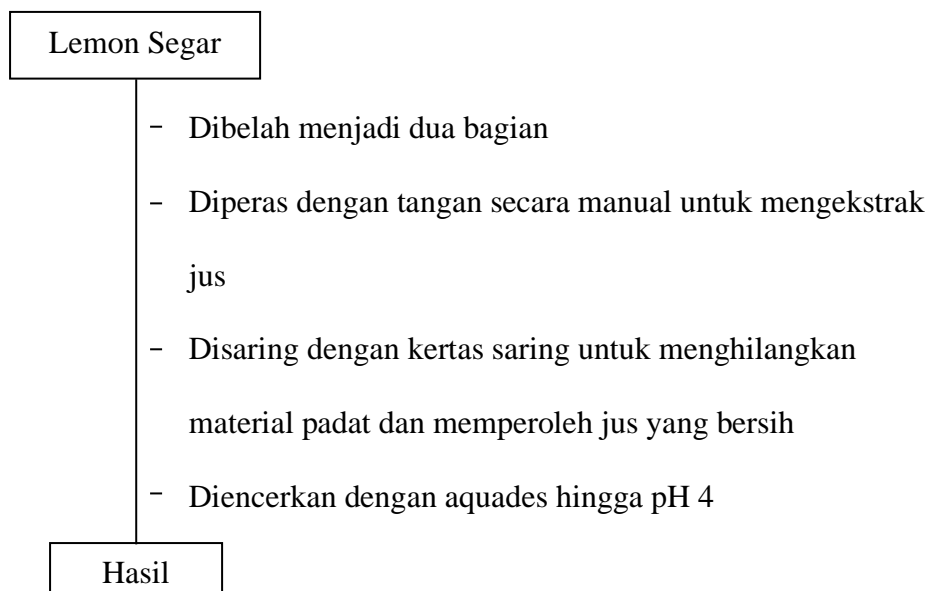 Lemon Segar
- Dibelah menjadi dua bagian
- Diperas dengan tangan secara manual untuk mengekstrak
jus
- Disaring dengan kertas saring untuk menghilangkan
material padat dan memperoleh jus yang bersih
- Diencerkan dengan aquades hingga pH 4
Hasil